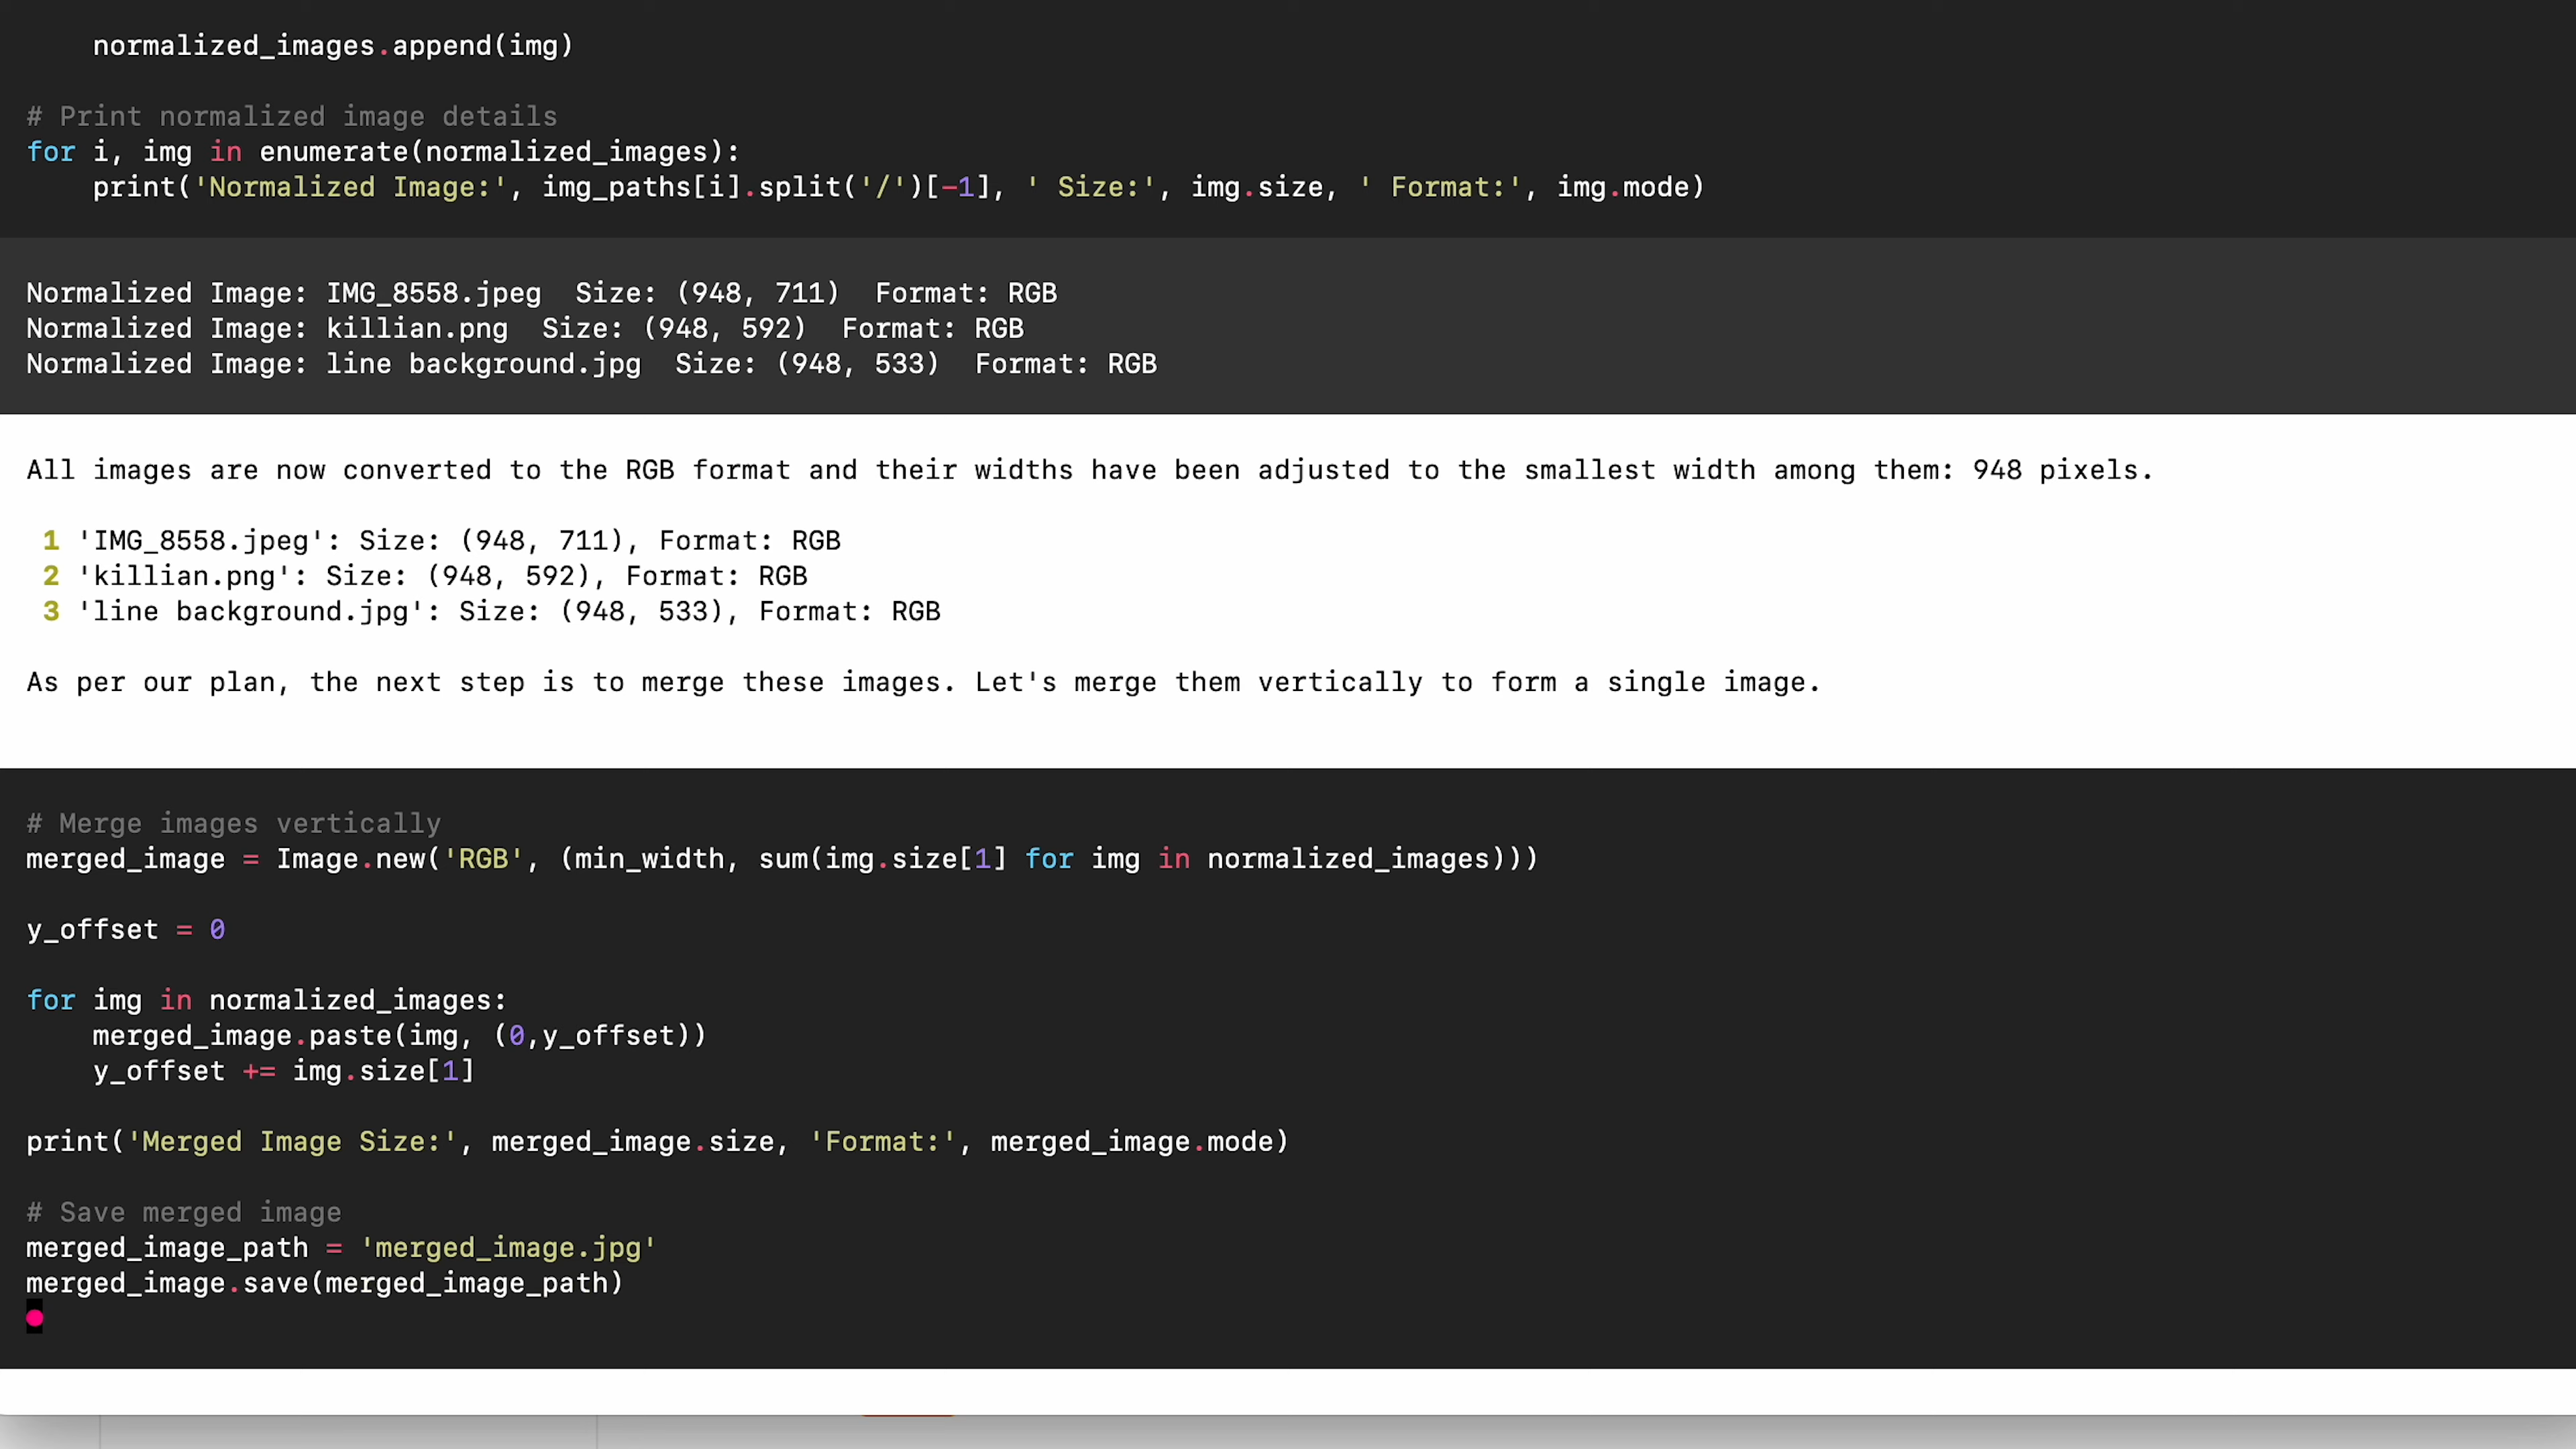 normalized_images.append(img)
# Print normalized image details
for i, img in enumerate(normalized_images):
    print('Normalized Image:', img_paths[i].split('/')[-1], ' Size:', img.size, ' Format:', img.mode)
Normalized Image: IMG_8558.jpeg  Size: (948, 711)  Format: RGB
Normalized Image: killian.png  Size: (948, 592)  Format: RGB
Normalized Image: line background.jpg  Size: (948, 533)  Format: RGB
All images are now converted to the RGB format and their widths have been adjusted to the smallest width among them: 948 pixels.
 1 'IMG_8558.jpeg': Size: (948, 711), Format: RGB
 2 'killian.png': Size: (948, 592), Format: RGB
 3 'line background.jpg': Size: (948, 533), Format: RGB
As per our plan, the next step is to merge these images. Let's merge them vertically to form a single image.
# Merge images vertically
merged_image = Image.new('RGB', (min_width, sum(img.size[1] for img in normalized_images)))
y_offset = 0
for img in normalized_images:
    merged_image.paste(img, (0,y_offset))
    y_offset += img.size[1]
print('Merged Image Size:', merged_image.size, 'Format:', merged_image.mode)
# Save merged image
merged_image_path = 'merged_image.jpg'
merged_image.save(merged_image_path)